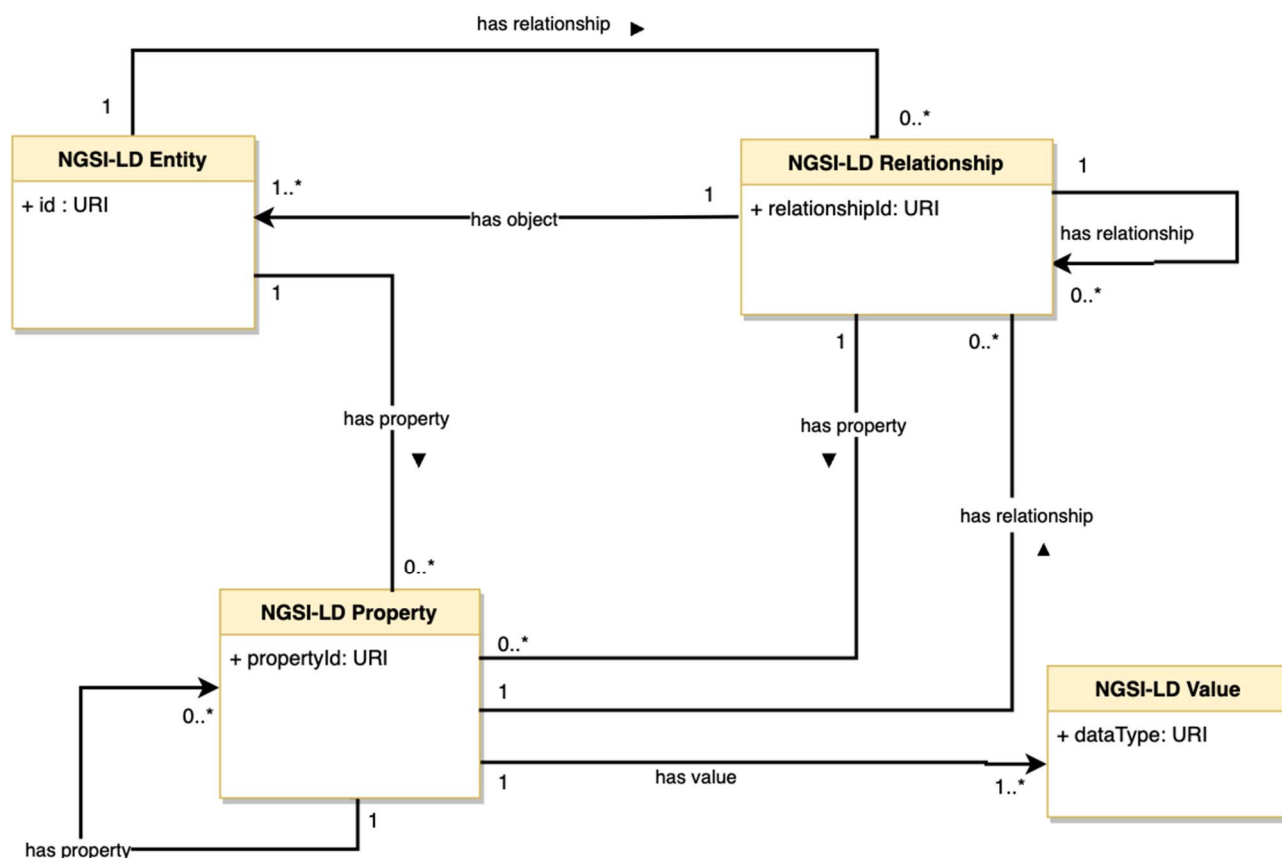 has relationship ►
1
0..*
NGSI-LD Entity
+ id : URI
NGSI-LD Relationship
+ relationshipId: URI
1..*
has object
1
1
has relationship
0..*
1
has property
▼
0..*
1
has property
▼
0..*
0..*
has relationship
▲
1
NGSI-LD Property
+ propertyId: URI
0..*
has property
1
1
has value
1..*
NGSI-LD Value
+ dataType: URI